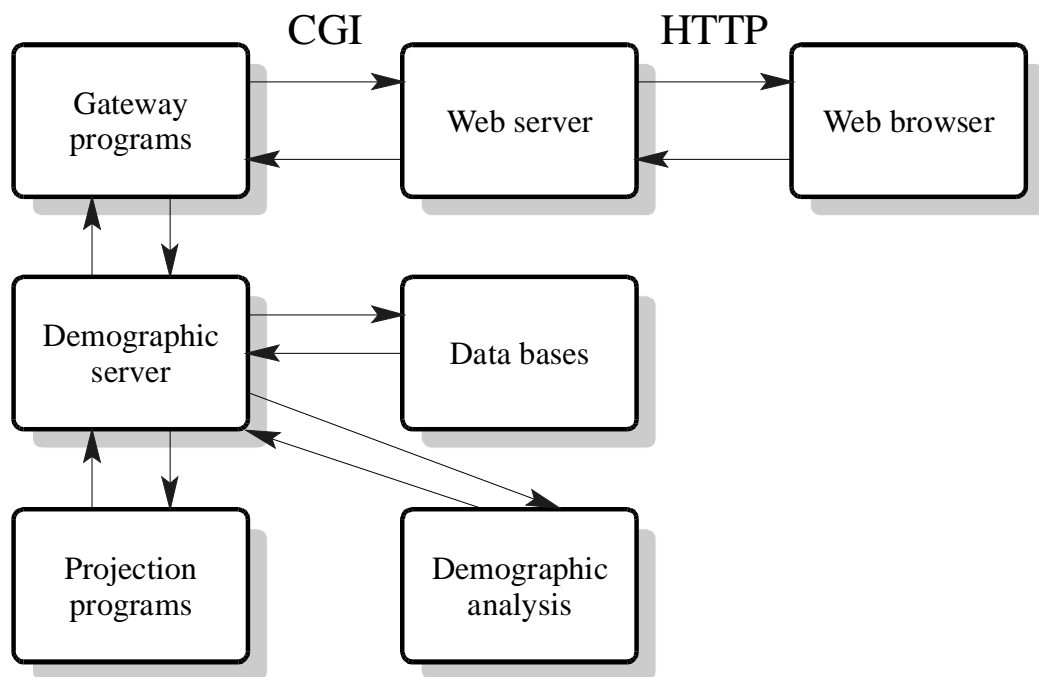 CGI
HTTP
Gateway
programs
Web server
Web browser
Demographic
server
Data bases
Projection
programs
Demographic
analysis